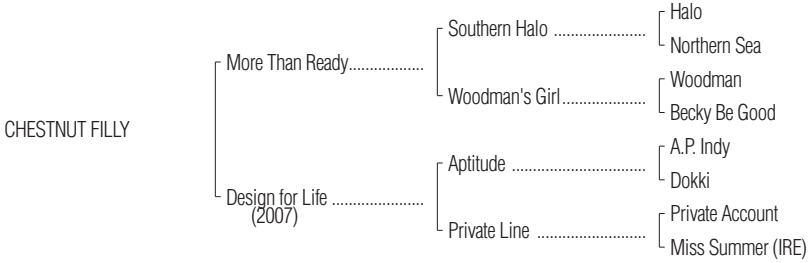 Halo
Southern Halo ......................
Northern Sea
More Than Ready..................
Woodman
Woodman's Girl....................
Becky Be Good
CHESTNUT FILLY
A.P. Indy
Aptitude ................................
Dokki
Design for Life ......................
(2007)
Private Account
Private Line ..........................
Miss Summer (IRE)